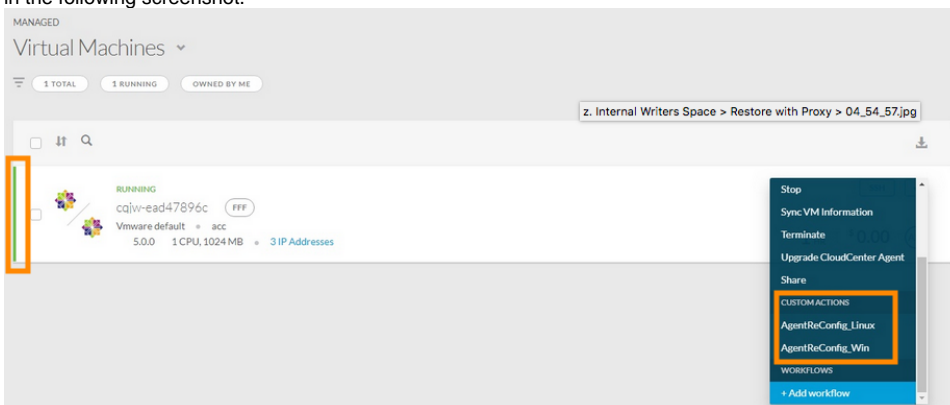 in the following screenshot.
MANAGED
Virtual Machines
1 TOTAL 1 RUNNING OWNED BY ME
z. Internal Writers Space > Restore with Proxy > 04_54_57.jpg
RUNNING
cqjw-ead47896c FFF
Vmware default acc
5.0.0 1 CPU, 1024 MB 3 IP Addresses
Stop
Sync VM Information
Terminate
Upgrade CloudCenter Agent
Share
CUSTOM ACTIONS
AgentReConfig_Linux
AgentReConfig_Win
WORKFLOWS
+ Add workflow